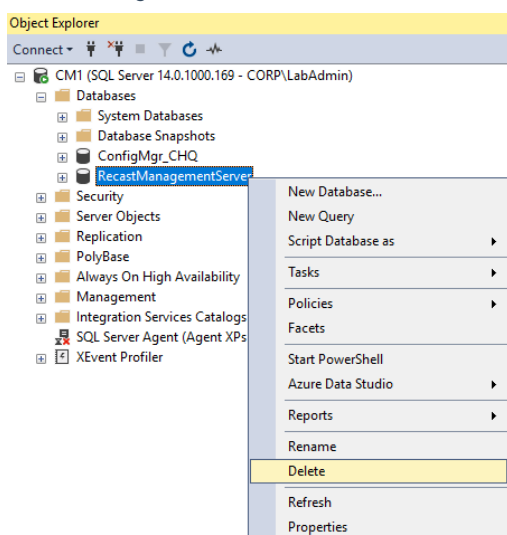 Object Explorer
Connect
CM1 (SQL Server 14.0.1000.169 - CORP\LabAdmin)
Databases
System Databases
Database Snapshots
ConfigMgr_CHQ
RecastManagementServer
Security
Server Objects
Replication
PolyBase
Always On High Availability
Management
Integration Services Catalogs
SQL Server Agent (Agent XPs
XEvent Profiler
New Database...
New Query
Script Database as
Tasks
Policies
Facets
Start PowerShell
Azure Data Studio
Reports
Rename
Delete
Refresh
Properties